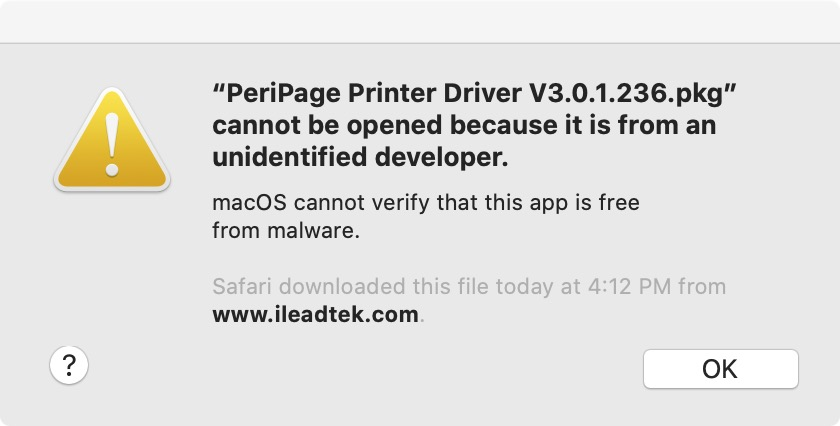 “PeriPage Printer Driver V3.0.1.236.pkg”
cannot be opened because it is from an
unidentified developer.
macOS cannot verify that this app is free
from malware.
Safari downloaded this file today at 4:12 PM from
www.ileadtek.com.
?
OK